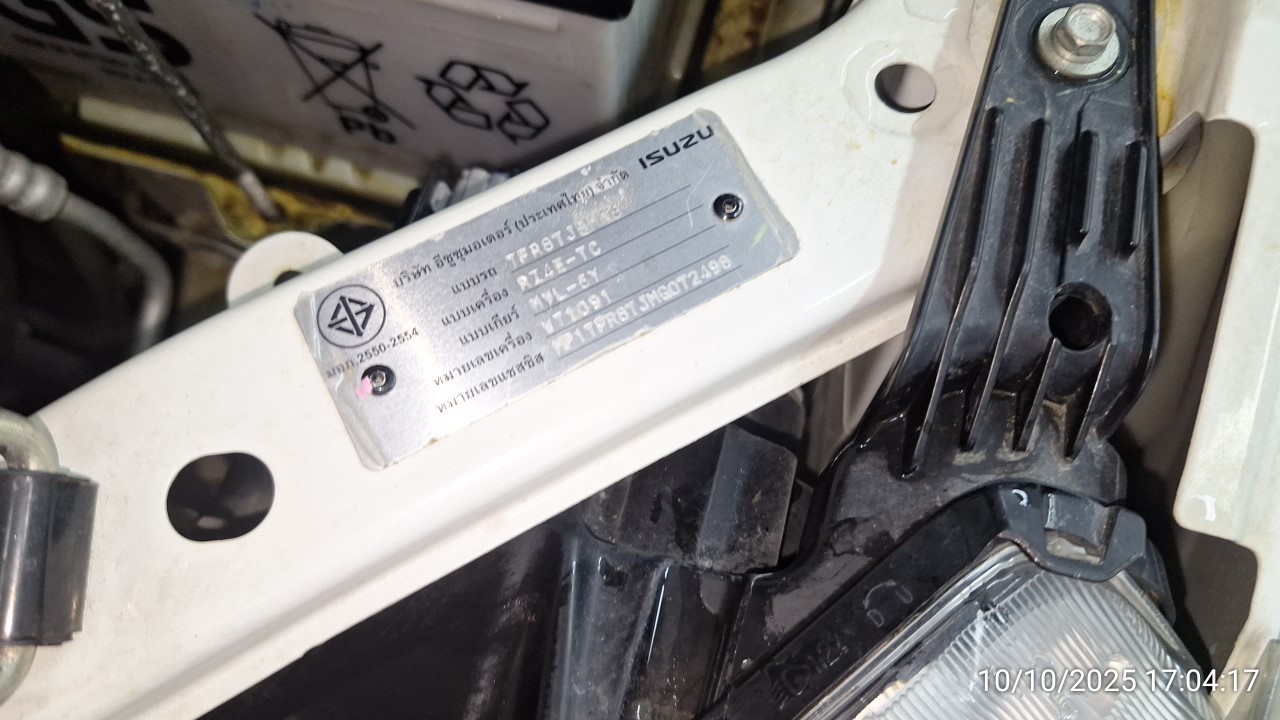 Pb
ISUZU
บริษัท อีซูซุมอเตอร์ (ประเทศไทย) จำกัด
แบบรถ
แบบเครื่อง RZ4E-TC
แบบเกียร์ MVL-6Y
หมายเลขเครื่อง WT1091
หมายเลขแชสซิส MP1TFR8TJMG072498
มอก.2550-2554
10/10/2025 17:04:17